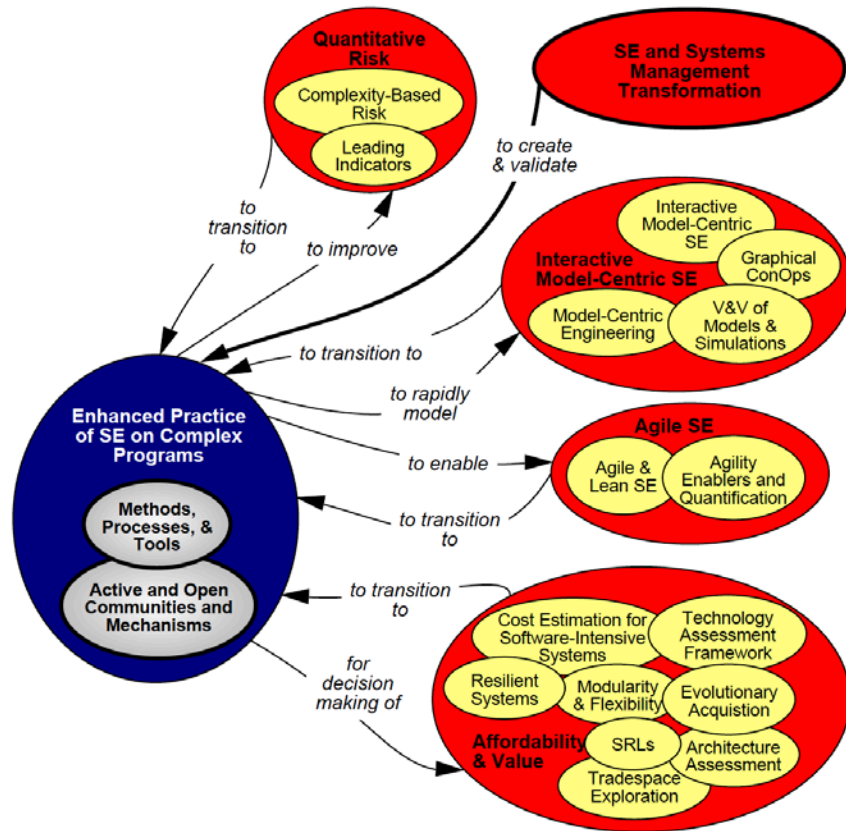 Quantitative
Risk
Complexity-Based
Risk
Leading
Indicators
SE and Systems
Management
Transformation
to create
& validate
to
transition
to
to improve
Interactive
Model-Centric
SE
Graphical
ConOps
Interactive
Model-Centric SE
Model-Centric
Engineering
V&V of
Models &
Simulations
to transition to
to rapidly
model
Enhanced Practice
of SE on Complex
Programs
Methods,
Processes, &
Tools
Active and Open
Communities and
Mechanisms
Agile SE
Agile &
Lean SE
Agility
Enablers and
Quantification
to enable
to transition
to
to transition
to
for
decision
making of
Cost Estimation for
Software-Intensive
Systems
Technology
Assessment
Framework
Resilient
Systems
Modularity
& Flexibility
Evolutionary
Acquistion
Affordability
& Value
SRLs
Architecture
Assessment
Tradespace
Exploration